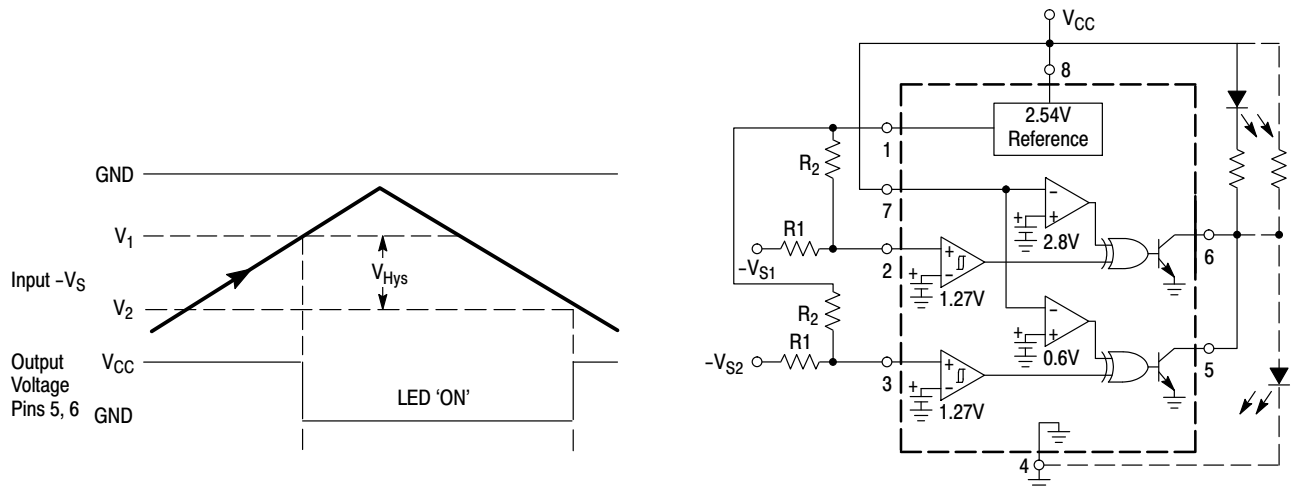 GND
V1
Input –VS
VHys
V2
Output
Voltage
Pins 5, 6
VCC
GND
LED ‘ON’
VCC
8
2.54V
Reference
1
R2
7
–
+
+
2.8V
R1
–VS1
2
+
–
+
1.27V
6
R2
–
+
+
0.6V
R1
–VS2
3
+
–
+
1.27V
5
4